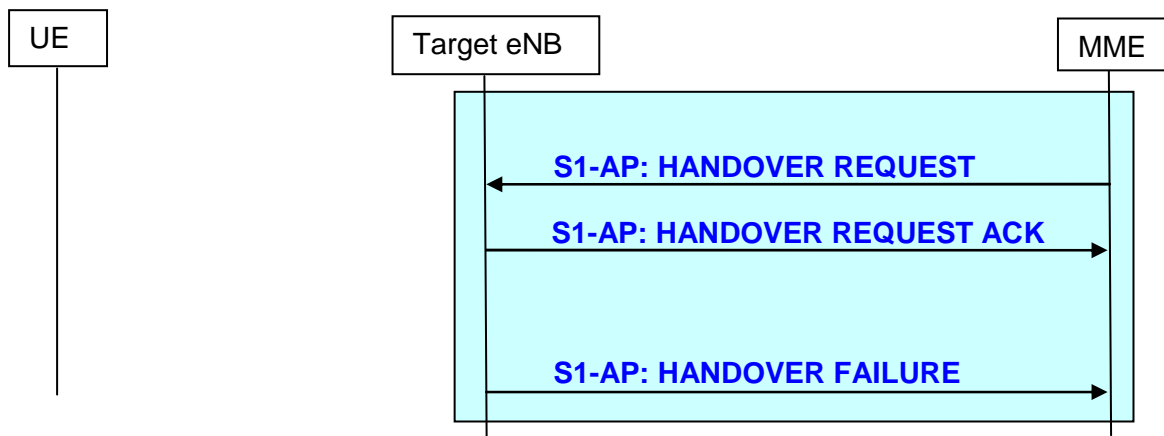 UE
Target eNB
MME
S1-AP: HANDOVER REQUEST
S1-AP: HANDOVER REQUEST ACK
S1-AP: HANDOVER FAILURE